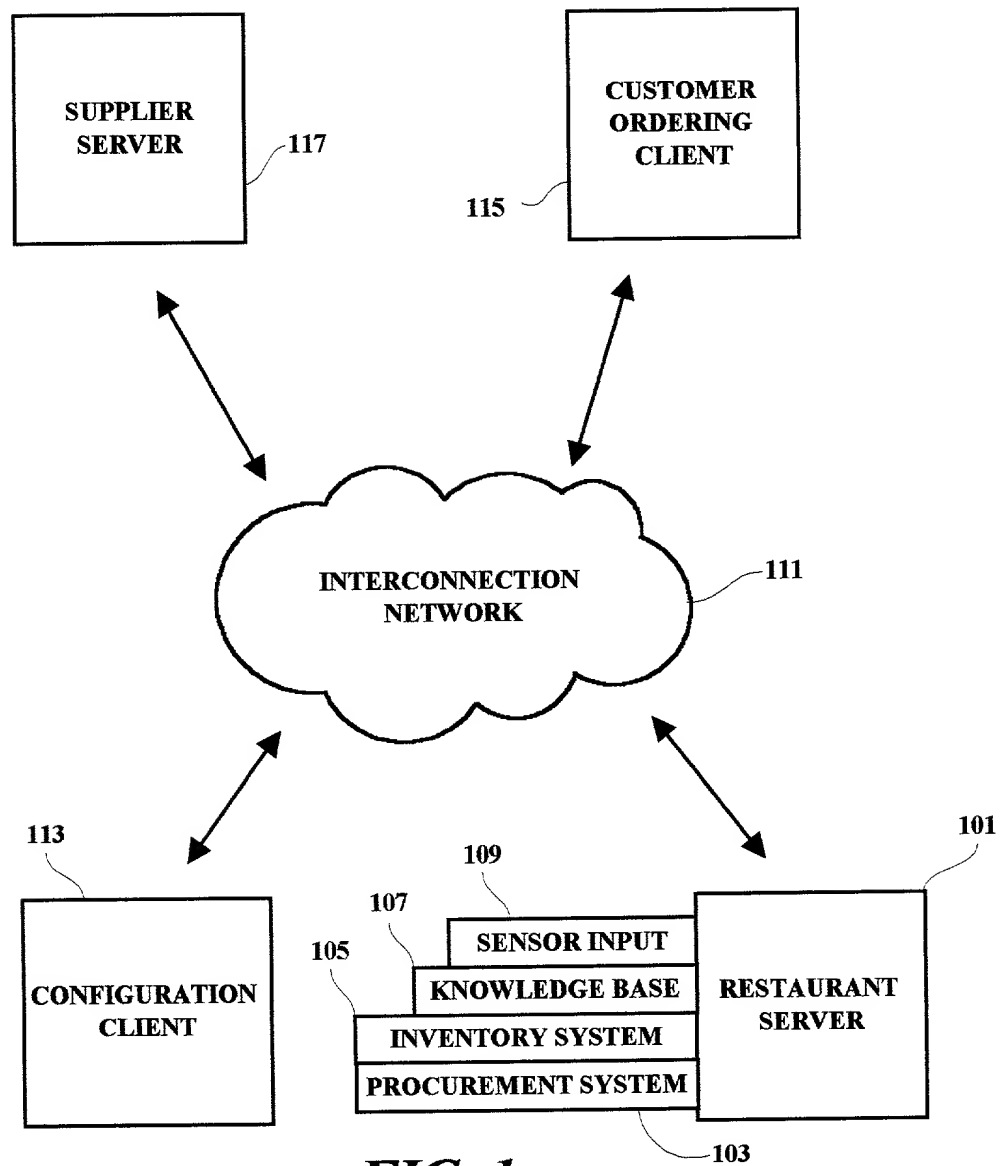 SUPPLIER
SERVER
117
CUSTOMER
ORDERING
CLIENT
115
INTERCONNECTION
NETWORK
111
113
CONFIGURATION
CLIENT
109
107
105
101
SENSOR INPUT
KNOWLEDGE BASE
INVENTORY SYSTEM
PROCUREMENT SYSTEM
RESTAURANT
SERVER
103